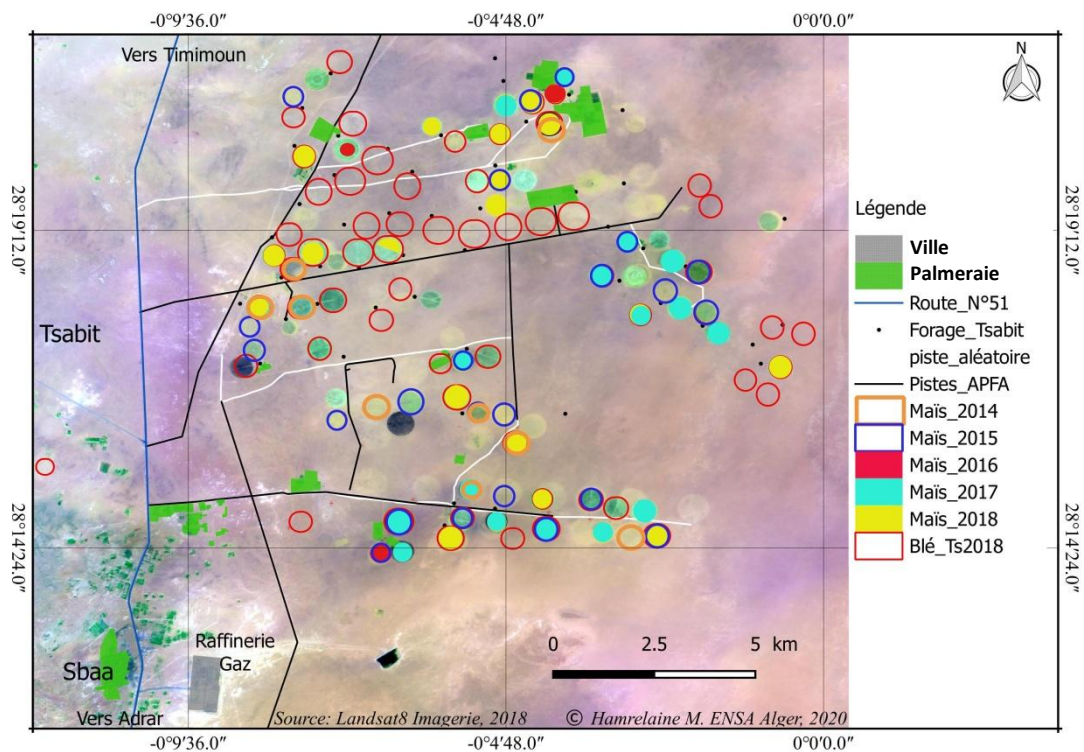 -0°9'36.0" -0°4'48.0" 0°0'0.0"
Vers Timimoun
N
28°19'12.0"
28°19'12.0"
Légende
Ville
Palmeraie
Route_N°51
Forage_Tsabit
piste_aléatoire
Pistes_APFA
Maïs_2014
Maïs_2015
Maïs_2016
Maïs_2017
Maïs_2018
Blé_Ts2018
Tsabit
28°14'24.0"
28°14'24.0"
Raffinerie
Gaz
Sbaa
0 2.5 5 km
Vers Adrar
Source: Landsat8 Imagerie, 2018 © Hamrelaine M. ENSA Alger, 2020
-0°9'36.0" -0°4'48.0" 0°0'0.0"